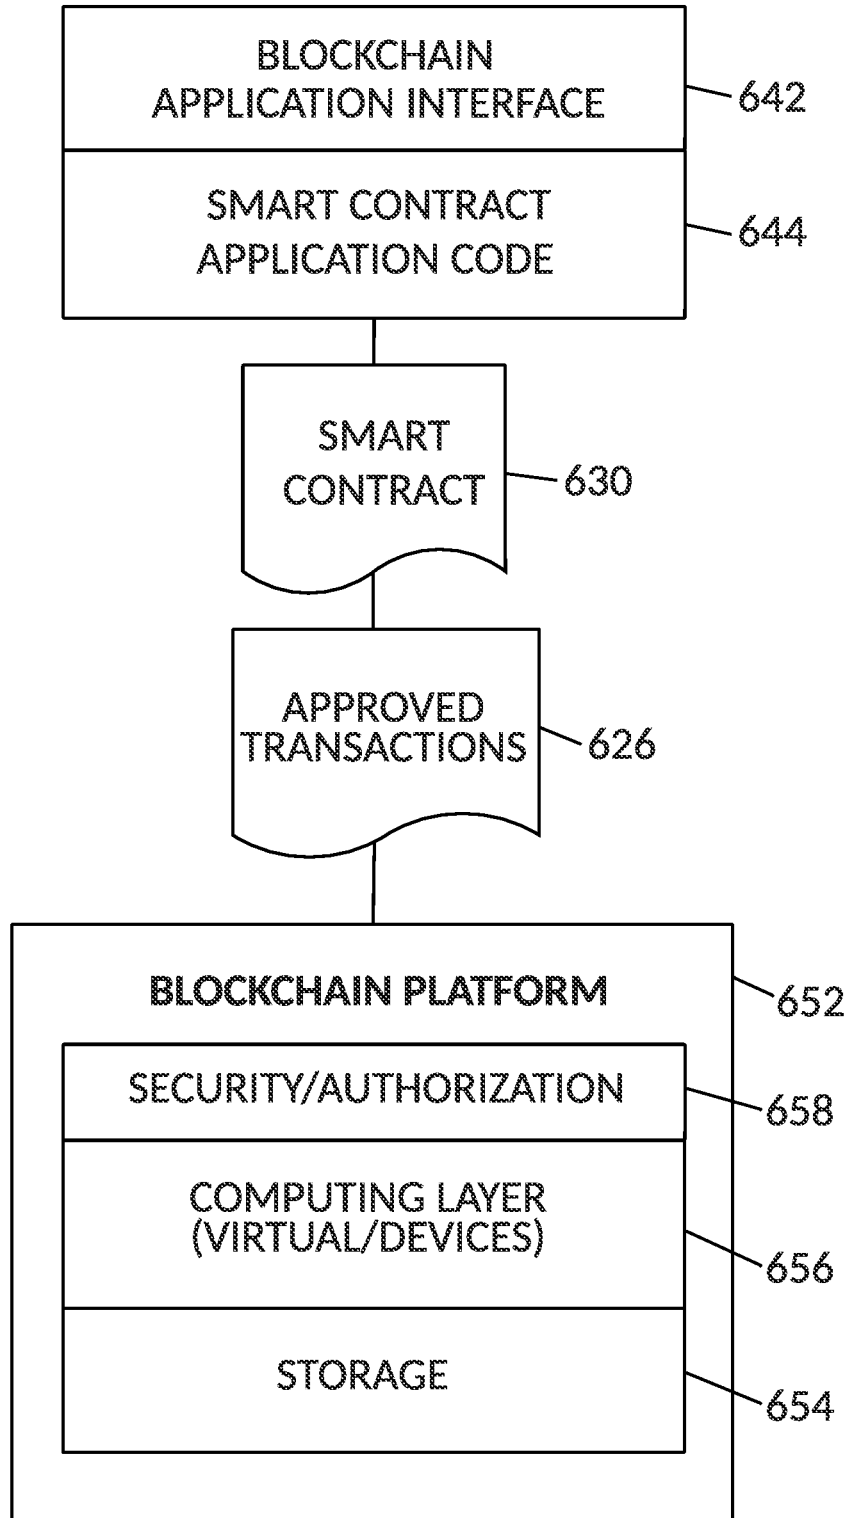 BLOCKCHAIN
APPLICATION INTERFACE
642
SMART CONTRACT
APPLICATION CODE
644
SMART
CONTRACT
630
APPROVED
TRANSACTIONS
626
BLOCKCHAIN PLATFORM
652
SECURITY/AUTHORIZATION
658
COMPUTING LAYER
(VIRTUAL/DEVICES)
656
STORAGE
654